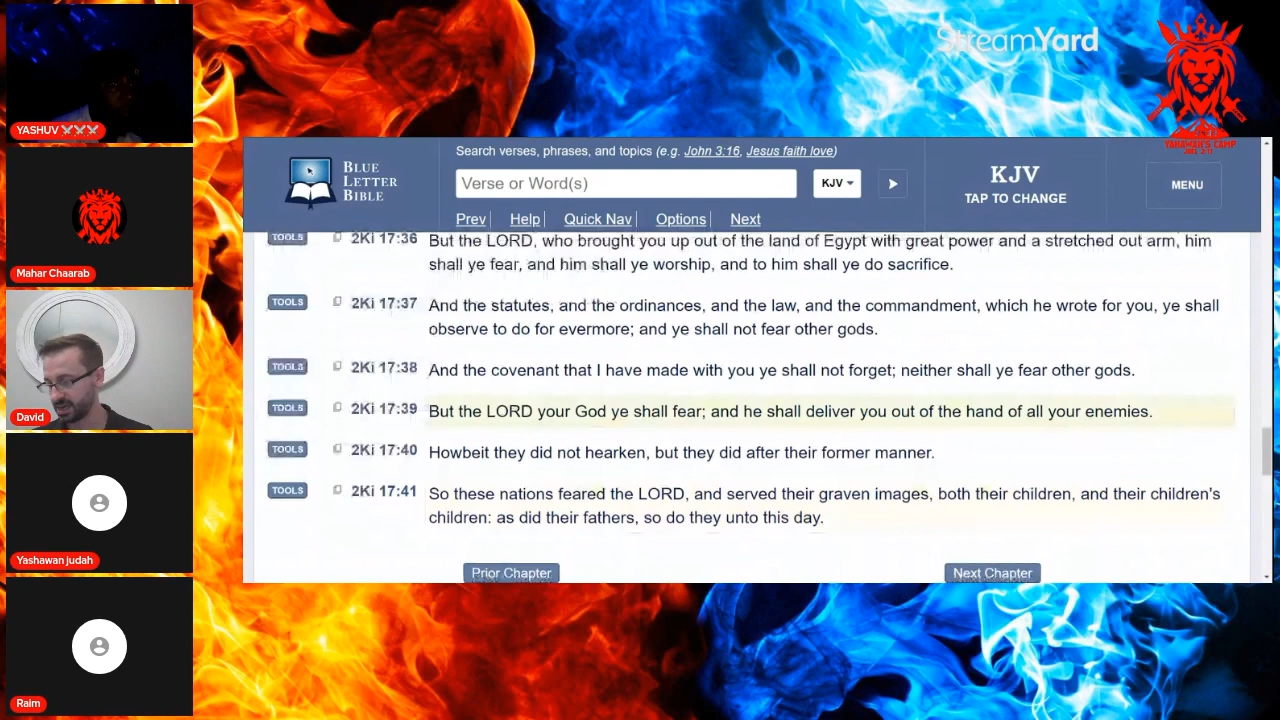 StreamYard
YAHAWAH'S CAMP
JOEL 2:11
YASHUV ⚔⚔⚔
Mahar Chaarab
David
Yashawan judah
Raim
BLUE
LETTER
BIBLE
Search verses, phrases, and topics (e.g. John 3:16, Jesus faith love)
Verse or Word(s)
KJV
Prev Help Quick Nav Options Next
KJV
TAP TO CHANGE
MENU
TOOLS 2Ki 17:36 But the LORD, who brought you up out of the land of Egypt with great power and a stretched out arm, him
shall ye fear, and him shall ye worship, and to him shall ye do sacrifice.
TOOLS 2Ki 17:37 And the statutes, and the ordinances, and the law, and the commandment, which he wrote for you, ye shall
observe to do for evermore; and ye shall not fear other gods.
TOOLS 2Ki 17:38 And the covenant that I have made with you ye shall not forget; neither shall ye fear other gods.
TOOLS 2Ki 17:39 But the LORD your God ye shall fear; and he shall deliver you out of the hand of all your enemies.
TOOLS 2Ki 17:40 Howbeit they did not hearken, but they did after their former manner.
TOOLS 2Ki 17:41 So these nations feared the LORD, and served their graven images, both their children, and their children's
children: as did their fathers, so do they unto this day.
Prior Chapter Next Chapter